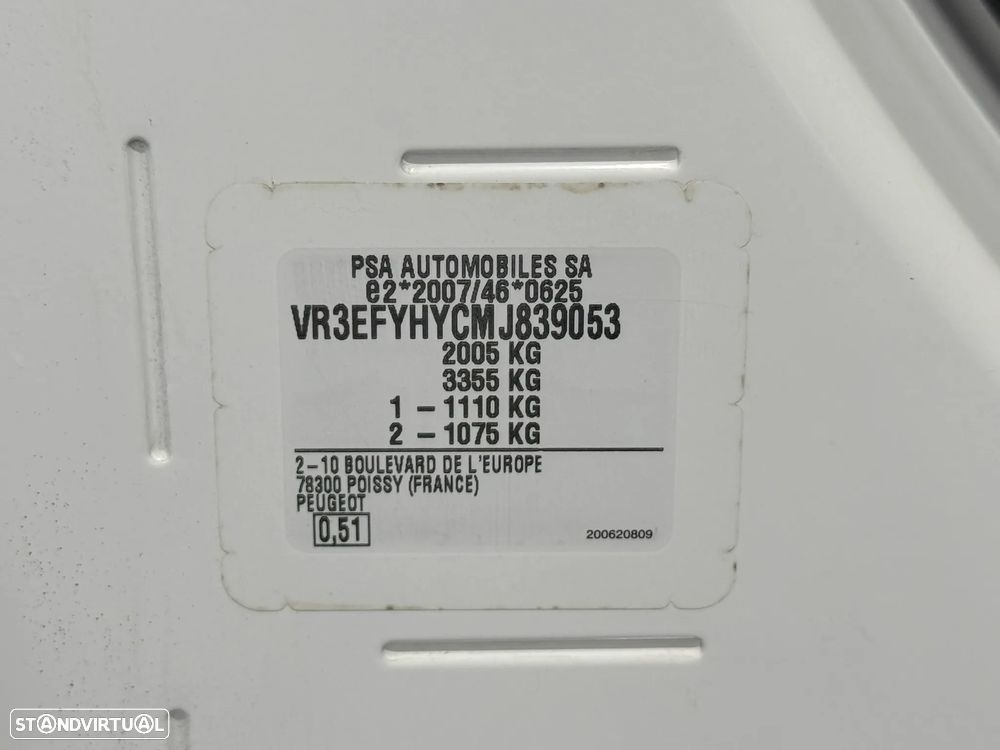 PSA AUTOMOBILES SA
e2*2007/46*0625
VR3EFYHYCMJ839053
2005 KG
3355 KG
1 – 1110 KG
2 – 1075 KG
2–10 BOULEVARD DE L'EUROPE
78300 POISSY (FRANCE)
PEUGEOT
0,51
200620809
STANDVIRTUAL